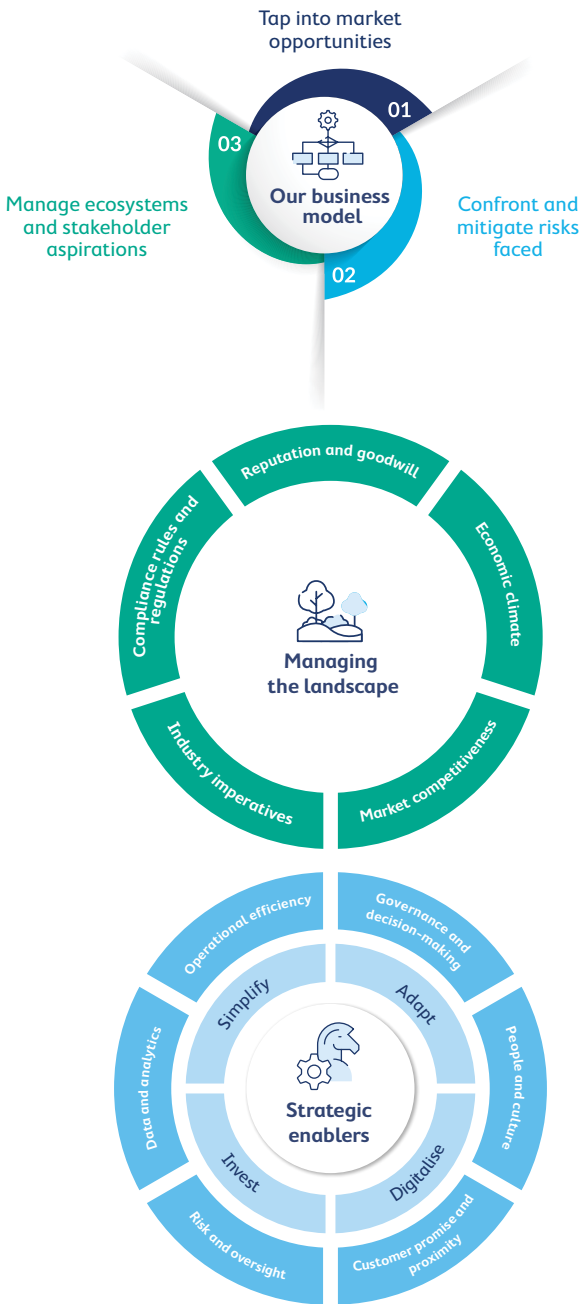 Tap into market
opportunities
01
03
Our business
model
Manage ecosystems
and stakeholder
aspirations
Confront and
mitigate risks
faced
02
Reputation and goodwill
Compliance rules and
regulations
Economic climate
Managing
the landscape
Industry imperatives
Market competitiveness
Operational efficiency
Governance and
decision-making
Simplify
Adapt
Data and analytics
People and culture
Strategic
enablers
Invest
Digitalise
Risk and oversight
Customer promise and
proximity